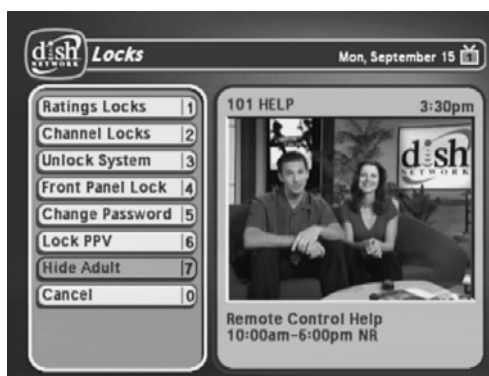 dish
NETWORK
Locks
Mon, September 15
Ratings Locks 1
Channel Locks 2
Unlock System 3
Front Panel Lock 4
Change Password 5
Lock PPV 6
Hide Adult 7
Cancel 0
101 HELP 3:30pm
dish
NETWORK
Remote Control Help
10:00am-6:00pm NR